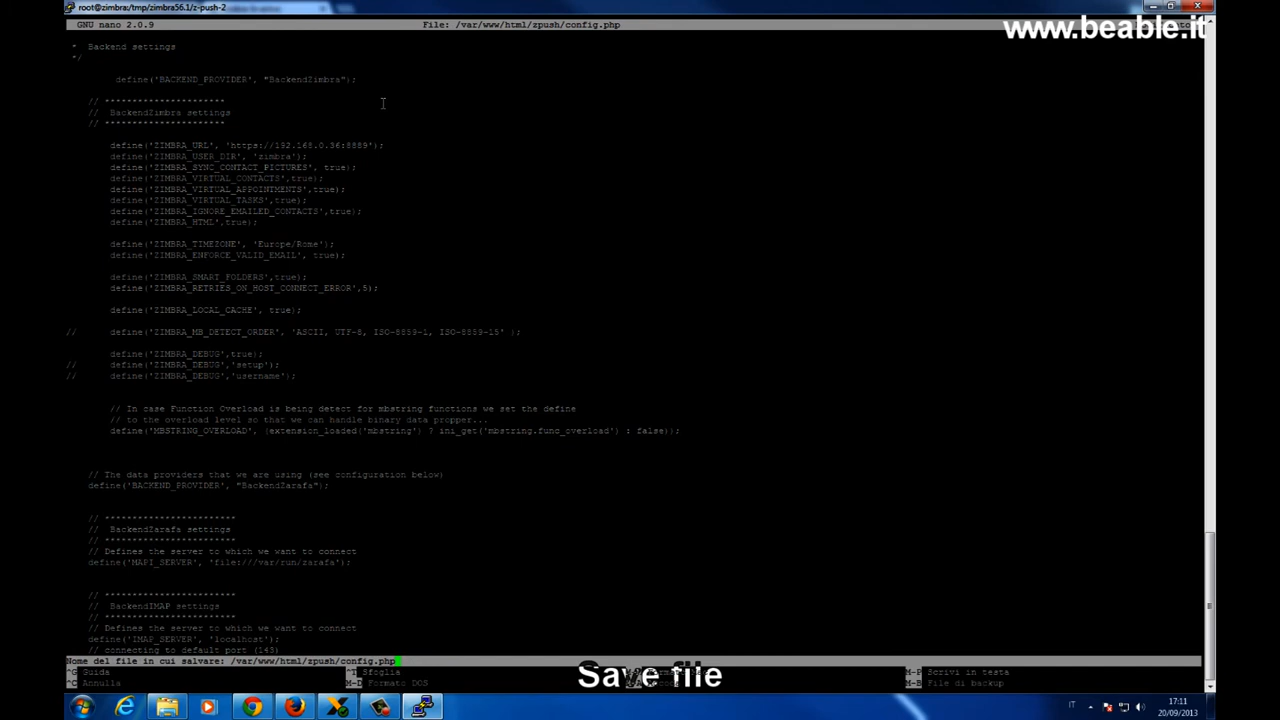 root@zimbra:/tmp/zimbra56.1/z-push-2
GNU nano 2.0.9 File: /var/www/html/zpush/config.php
www.beable.it
* Backend settings
*/
define('BACKEND_PROVIDER', "BackendZimbra");
// **********************
// BackendZimbra settings
// **********************
define('ZIMBRA_URL', 'https://192.168.0.36:8889');
define('ZIMBRA_USER_DIR', 'zimbra');
define('ZIMBRA_SYNC_CONTACT_PICTURES', true);
define('ZIMBRA_VIRTUAL_CONTACTS',true);
define('ZIMBRA_VIRTUAL_APPOINTMENTS',true);
define('ZIMBRA_VIRTUAL_TASKS',true);
define('ZIMBRA_IGNORE_EMAILED_CONTACTS',true);
define('ZIMBRA_HTML',true);
define('ZIMBRA_TIMEZONE', 'Europe/Rome');
define('ZIMBRA_ENFORCE_VALID_EMAIL', true);
define('ZIMBRA_SMART_FOLDERS',true);
define('ZIMBRA_RETRIES_ON_HOST_CONNECT_ERROR',5);
define('ZIMBRA_LOCAL_CACHE', true);
// define('ZIMBRA_MB_DETECT_ORDER', 'ASCII, UTF-8, ISO-8859-1, ISO-8859-15' );
define('ZIMBRA_DEBUG',true);
// define('ZIMBRA_DEBUG','setup');
// define('ZIMBRA_DEBUG','username');
// In case Function Overload is being detect for mbstring functions we set the define
// to the overload level so that we can handle binary data propper...
define('MBSTRING_OVERLOAD', (extension_loaded('mbstring') ? ini_get('mbstring.func_overload') : false));
// The data providers that we are using (see configuration below)
define('BACKEND_PROVIDER', "BackendZarafa");
// ************************
// BackendZarafa settings
// ************************
// Defines the server to which we want to connect
define('MAPI_SERVER', 'file:///var/run/zarafa');
// ************************
// BackendIMAP settings
// ************************
// Defines the server to which we want to connect
define('IMAP_SERVER', 'localhost');
// connecting to default port (143)
Nome del file in cui salvare: /var/www/html/zpush/config.php
^G Guida ^T Sfoglia Scrivi in testa
^C Annulla M-D Formato DOS File di backup
Save file
IT
17:11
20/09/2013